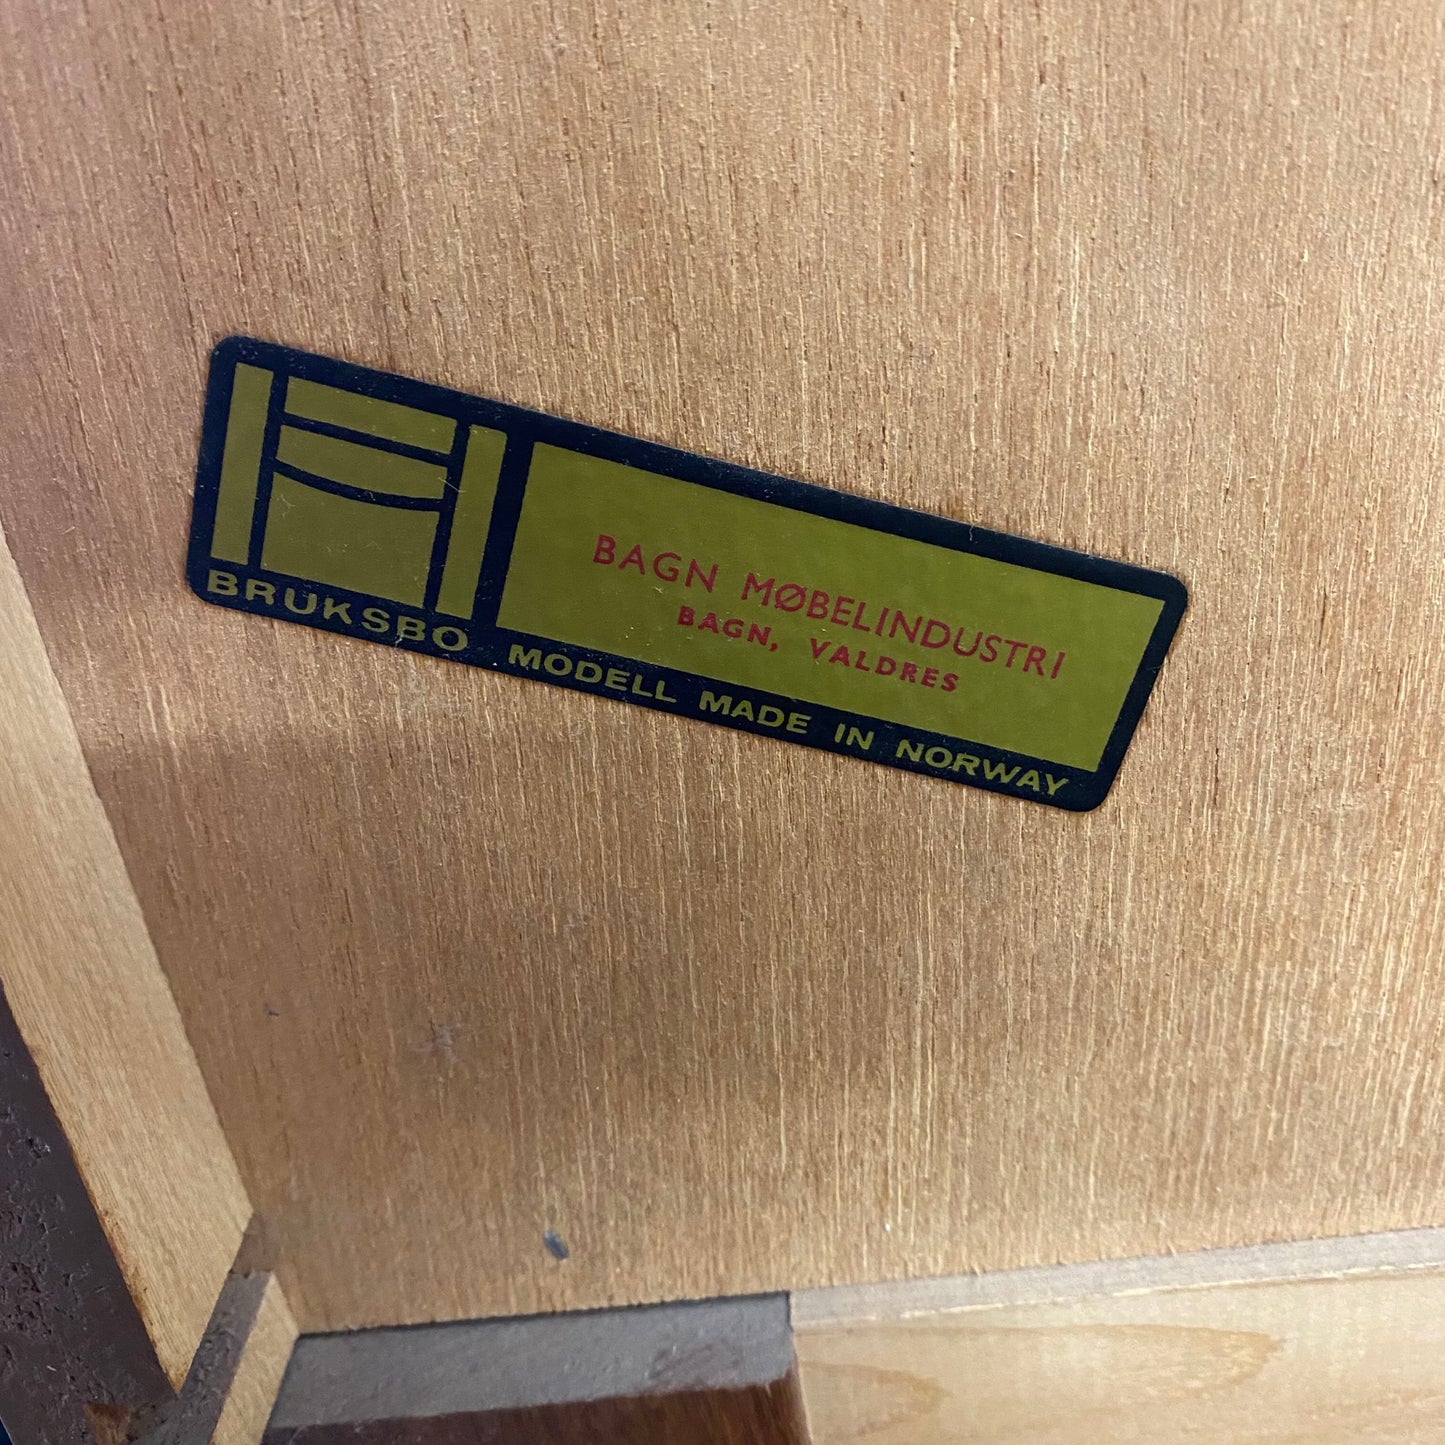 BAGN MØBELINDUSTRI
BAGN, VALDRES
BRUKSBO MODELL MADE IN NORWAY